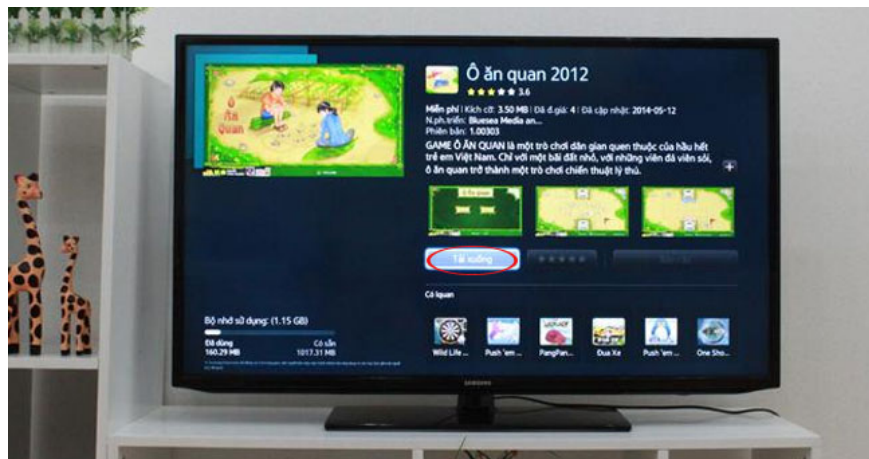 Ô ăn quan 2012
3.6
Miễn phí | Kích cỡ: 3.50 MB | Đã đ.giá: 4 | Đã cập nhật: 2014-05-12
N.ph.triển: Bluesea Media an...
Phiên bản: 1.00303
GAME Ô ĂN QUAN là một trò chơi dân gian quen thuộc của hầu hết
trẻ em Việt Nam. Chỉ với một bãi đất nhỏ, với những viên đá viên sỏi,
ô ăn quan trở thành một trò chơi chiến thuật lý thú.
Ô
Ăn
Quan
Ô ăn quan
Tải xuống
Có lquan
Wild Life ...
Push 'em ...
PangPan...
Đua Xe
Push 'em ...
One Sho...
Bộ nhớ sử dụng: (1.15 GB)
Đã dùng
Có sẵn
160.29 MB
1017.31 MB
SAMSUNG